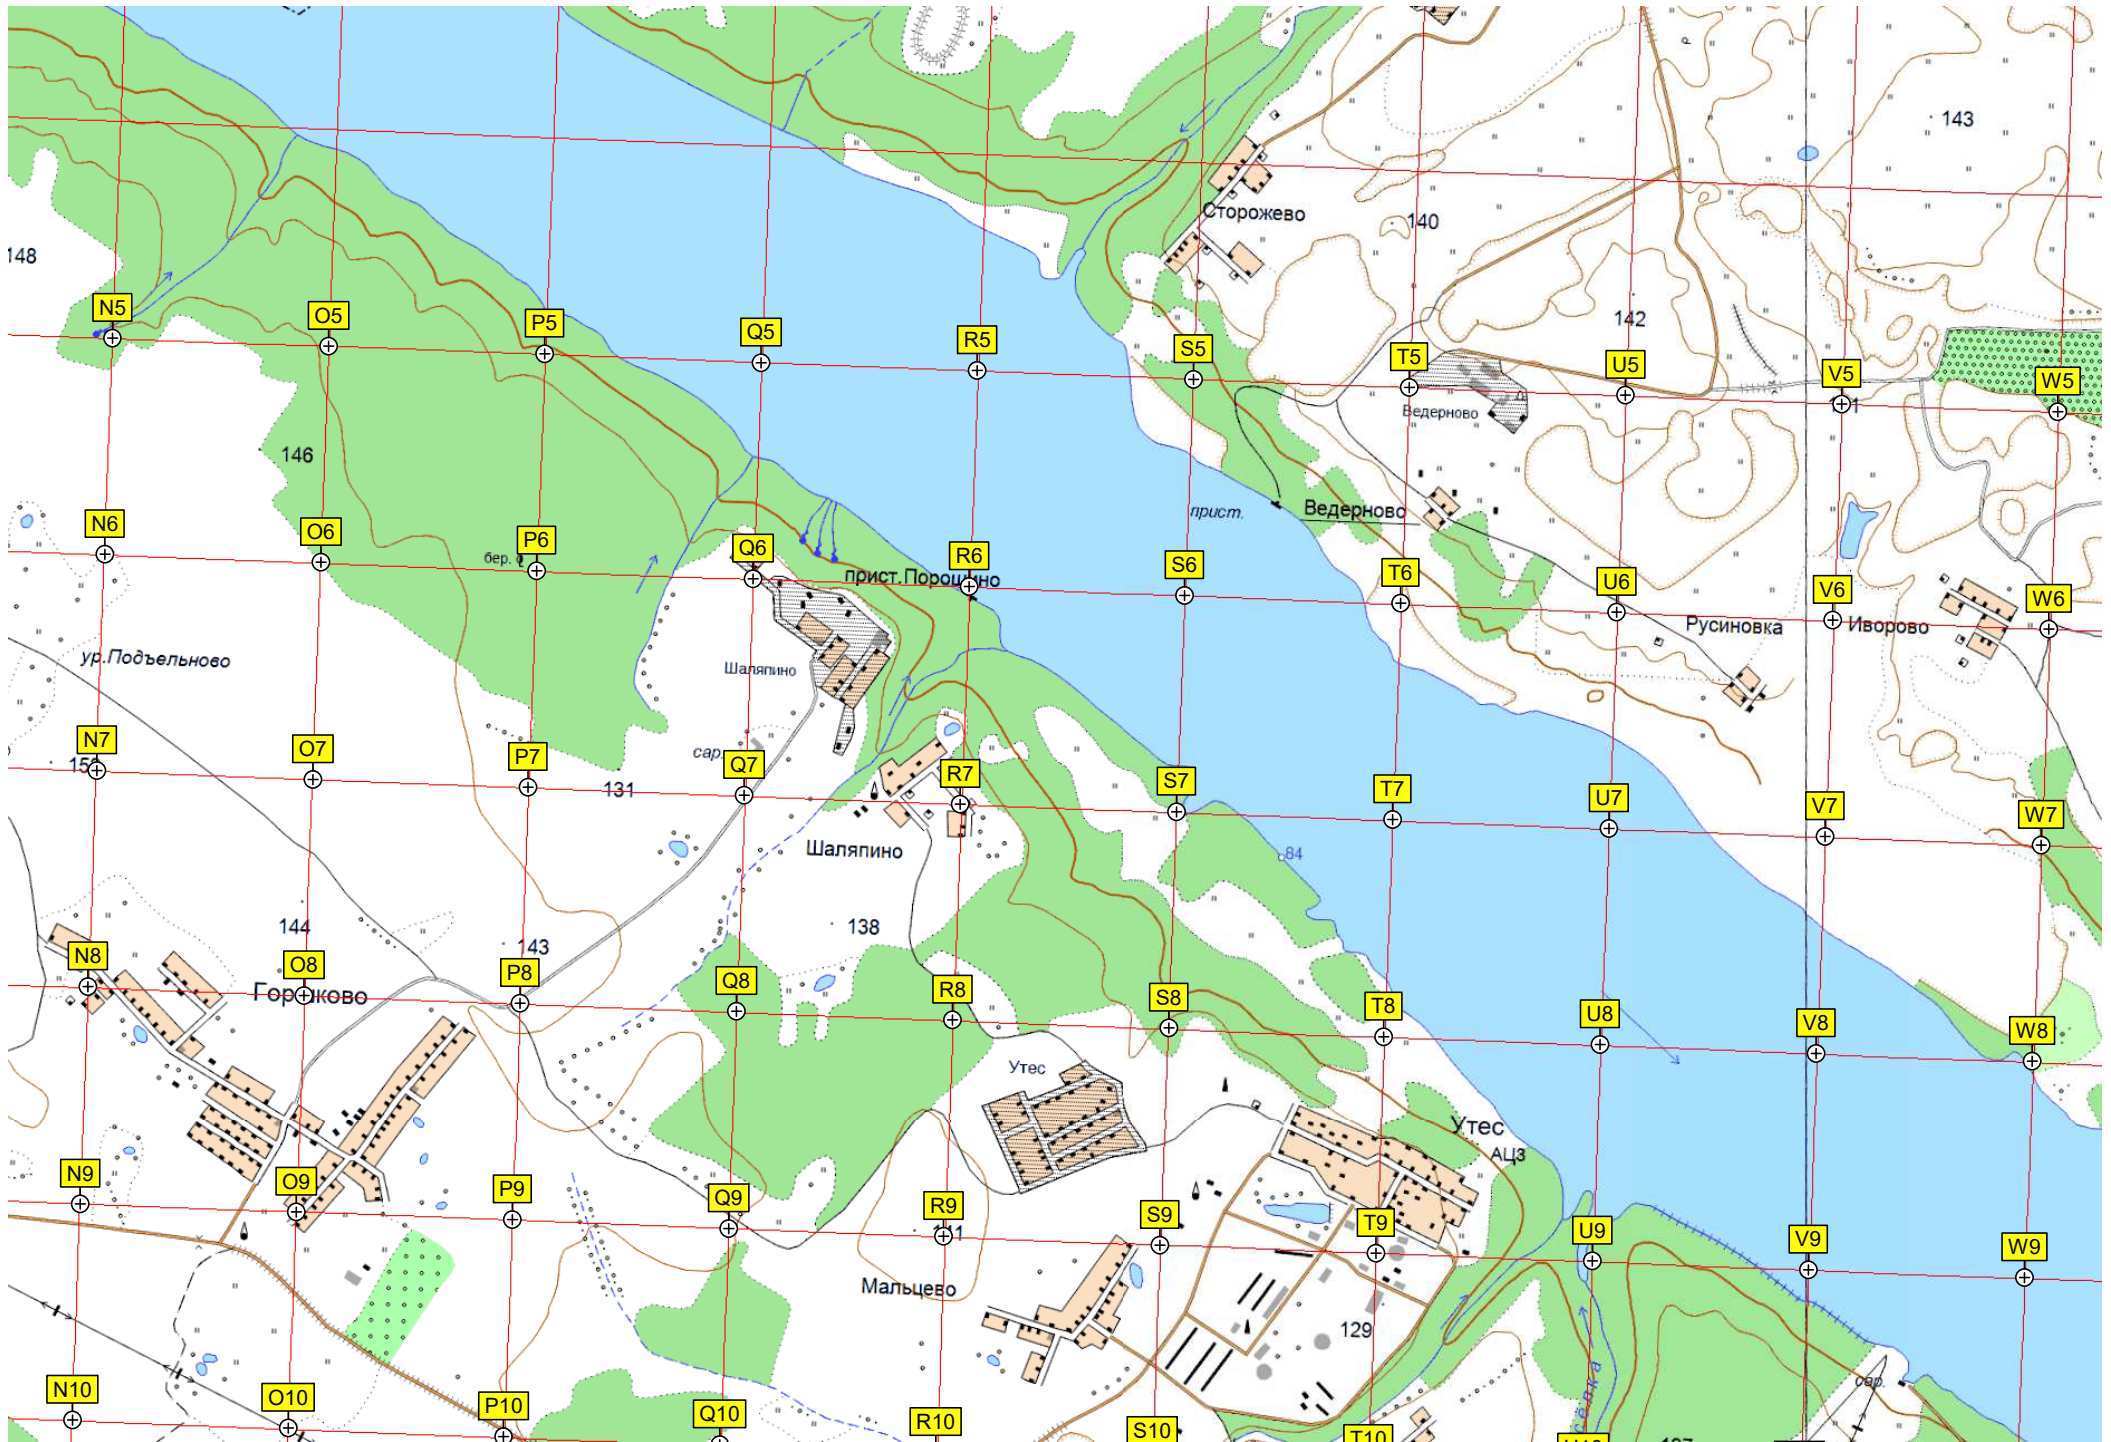 143
Сторожево
140
148
N5
O5
P5
Q5
142
R5
S5
T5
U5
V5
W5
Ведерново
146
N6
O6
P6
Q6
прист.
Ведерново
бер.
R6
S6
T6
U6
V6
W6
прист.Порошино
Русиновка
Иворово
ур.Подъельново
Шаляпино
N7
O7
P7
сар.
Q7
R7
S7
T7
U7
V7
W7
131
Шаляпино
84
144
143
138
N8
O8
P8
Q8
R8
S8
T8
U8
V8
W8
Горшково
Утес
Утес
АЦЗ
N9
O9
P9
Q9
R9
S9
T9
U9
V9
W9
Мальцево
129
N10
O10
P10
Q10
R10
S10
T10
сар.